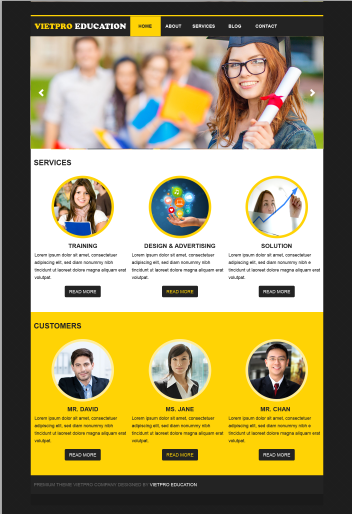 VIETPRO EDUCATION
HOME ABOUT SERVICES BLOG CONTACT
SERVICES
TRAINING
Lorem ipsum dolor sit amet, consectetuer
adipiscing elit, sed diam nonummy nibh
tincidunt ut laoreet dolore magna aliquam erat
volutpat.
READ MORE
DESIGN & ADVERTISING
Lorem ipsum dolor sit amet, consectetuer
adipiscing elit, sed diam nonummy nibh
tincidunt ut laoreet dolore magna aliquam erat
volutpat.
READ MORE
SOLUTION
Lorem ipsum dolor sit amet, consectetuer
adipiscing elit, sed diam nonummy nibh e
tincidunt ut laoreet dolore magna aliquam erat
volutpat.
READ MORE
CUSTOMERS
MR. DAVID
Lorem ipsum dolor sit amet, consectetuer
adipiscing elit, sed diam nonummy nibh
tincidunt ut laoreet dolore magna aliquam erat
volutpat.
READ MORE
MS. JANE
Lorem ipsum dolor sit amet, consectetuer
adipiscing elit, sed diam nonummy nibh
tincidunt ut laoreet dolore magna aliquam erat
volutpat.
READ MORE
MR. CHAN
Lorem ipsum dolor sit amet, consectetuer
adipiscing elit, sed diam nonummy nibh e
tincidunt ut laoreet dolore magna aliquam erat
volutpat.
READ MORE
PREMIUM THEME VIETPRO COMPANY DESIGNED BY VIETPRO EDUCATION